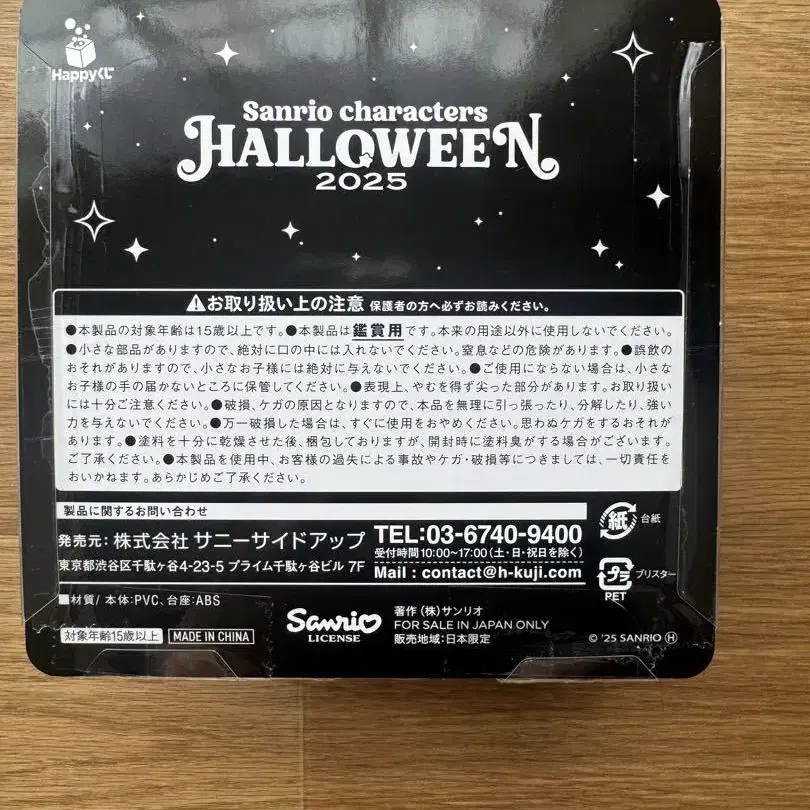 Happyくじ
Sanrio characters
HALLOWEEN
2025
⚠お取り扱い上の注意 保護者の方へ必ずお読みください。
●本製品の対象年齢は15歳以上です。●本製品は鑑賞用です。本来の用途以外に使用しないでください。
●小さな部品がありますので、絶対に口の中には入れないでください。窒息などの危険があります。●誤飲の
おそれがありますので、小さなお子様には絶対に与えないでください。●ご使用にならない場合は、小さな
お子様の手の届かないところに保管してください。●表現上、やむを得ず尖った部分があります。お取り扱い
には十分ご注意ください。●破損、ケガの原因となりますので、本品を無理に引っ張ったり、分解したり、強い
力を与えないでください。●万一破損した場合は、すぐに使用をおやめください。思わぬケガをするおそれが
あります。●塗料を十分に乾燥させた後、梱包しておりますが、開封時に塗料臭がする場合がございます。
ご了承ください。●本製品を使用中、お客様の過失による事故やケガ・破損等につきましては、一切責任を
おいかねます。あらかじめご了承ください。
製品に関するお問い合わせ
発売元：株式会社 サニーサイドアップ
東京都渋谷区千駄ヶ谷4-23-5 プライム千駄ヶ谷ビル 7F
TEL:03-6740-9400
受付時間10:00～17:00（土・日・祝日を除く）
Mail : contact@h-kuji.com
紙 台紙
プラ ブリスター
PET
■材質/ 本体:PVC、台座:ABS
対象年齢15歳以上 MADE IN CHINA
Sanrio
LICENSE
著作（株）サンリオ
FOR SALE IN JAPAN ONLY
販売地域：日本限定
© '25 SANRIO Ⓗ